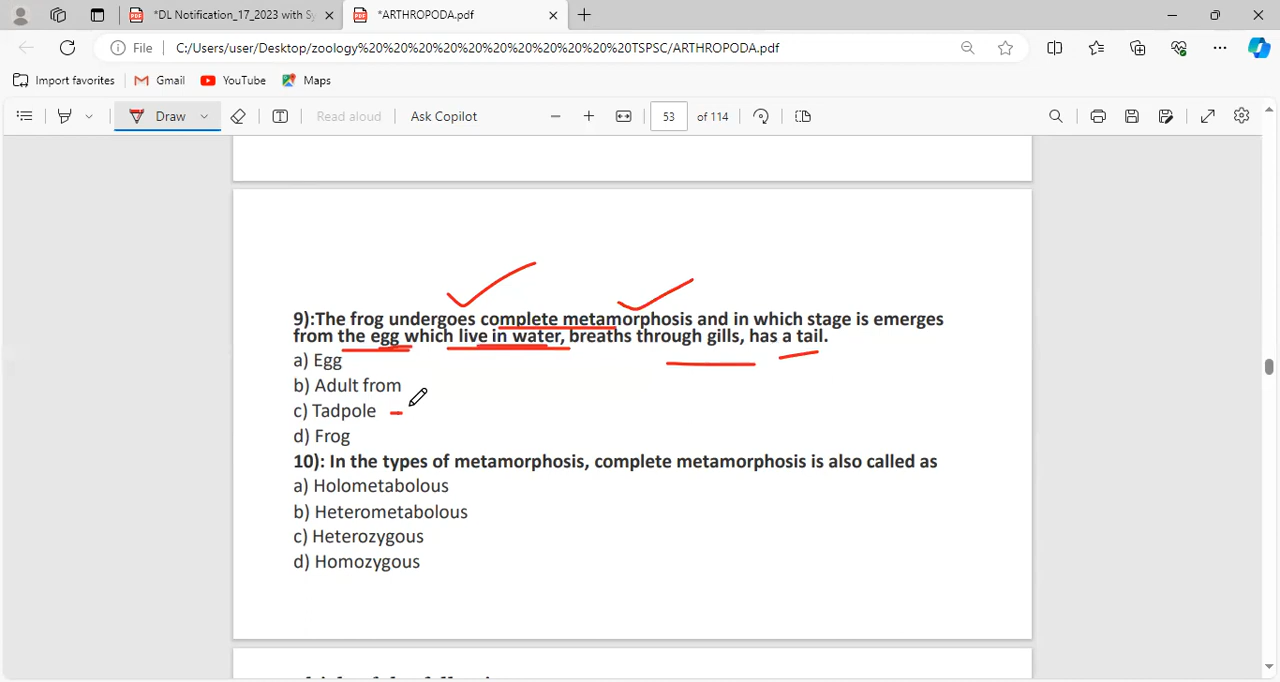 *DL Notification_17_2023 with Sy
*ARTHROPODA.pdf
File
C:/Users/user/Desktop/zoology%20%20%20%20%20%20%20%20%20%20TSPSC/ARTHROPODA.pdf
Import favorites
Gmail
YouTube
Maps
Draw
Read aloud
Ask Copilot
53
of 114
9):The frog undergoes complete metamorphosis and in which stage is emerges
from the egg which live in water, breaths through gills, has a tail.
a) Egg
b) Adult from
c) Tadpole
d) Frog
10): In the types of metamorphosis, complete metamorphosis is also called as
a) Holometabolous
b) Heterometabolous
c) Heterozygous
d) Homozygous